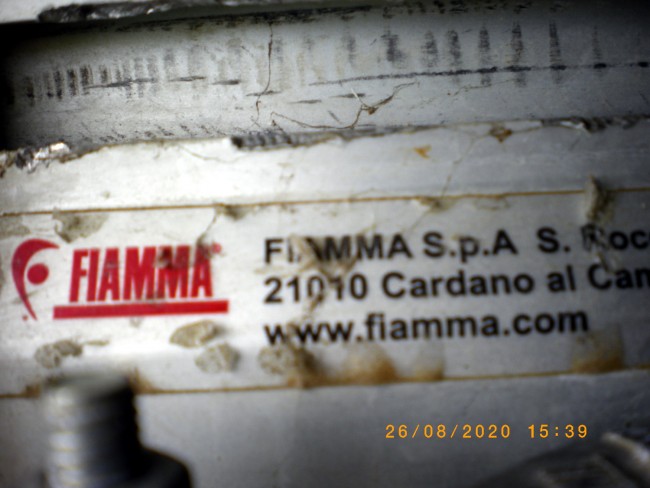 FIAMMA
FIAMMA S.p.A S.
21010 Cardano al
www.fiamma.com
26/08/2020 15:39